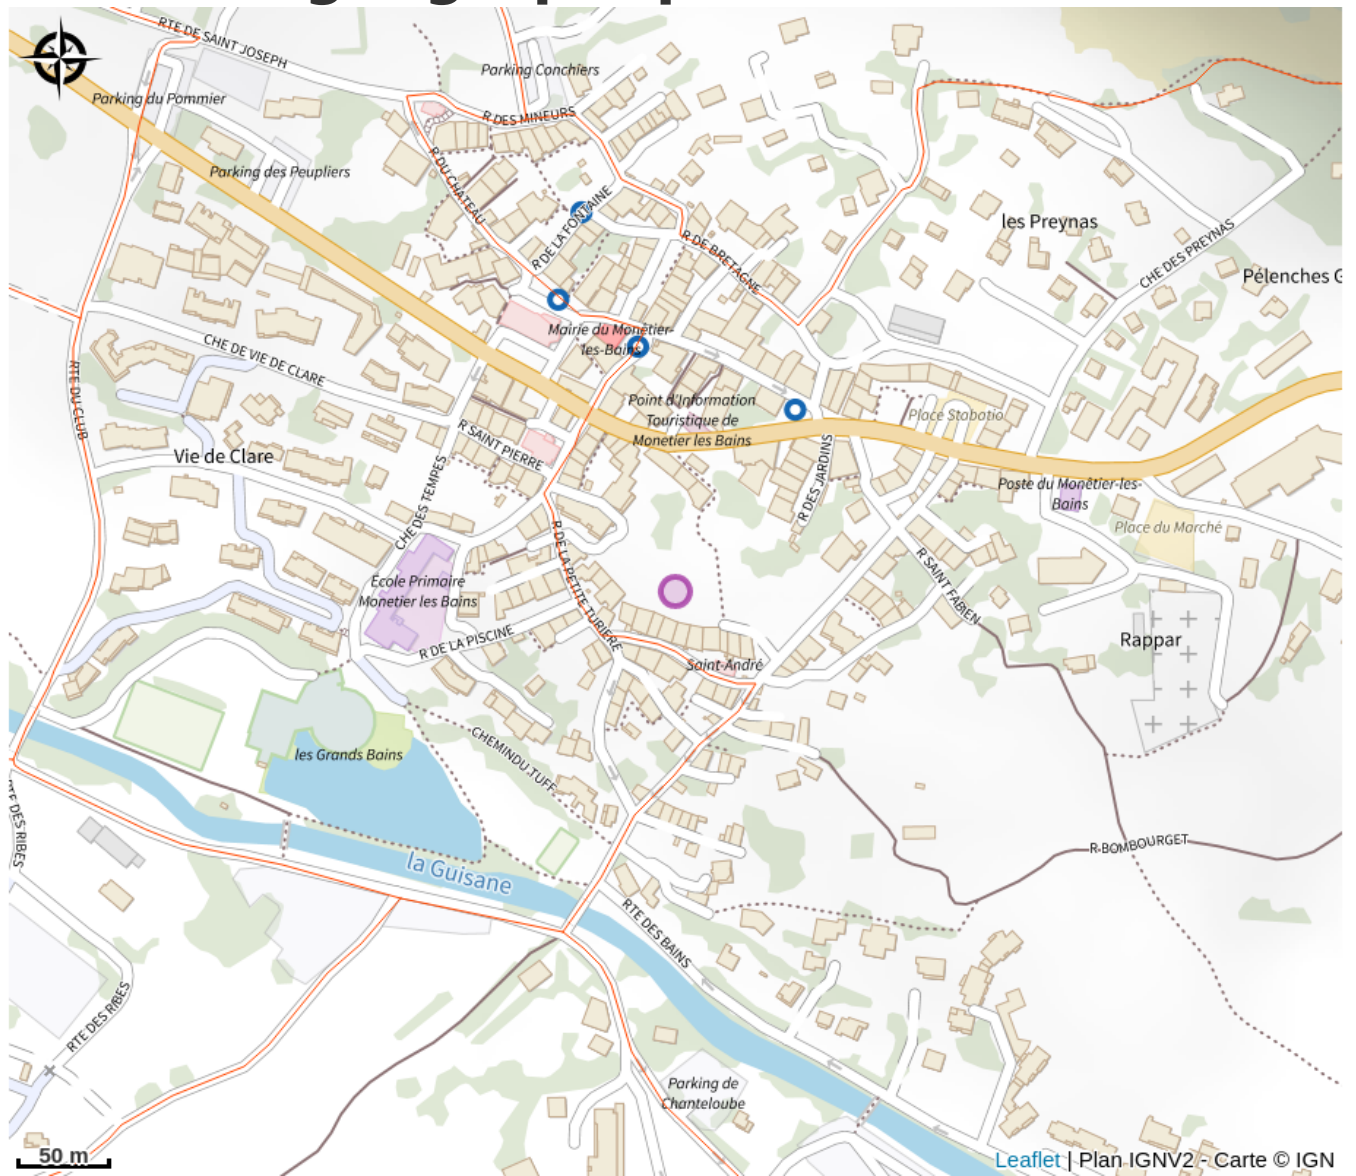 RTE DE SAINT JOSEPH
Parking Conchiers
Parking du Pommier
R DES MINEURS
Parking des Peupliers
R DU CHATEAU
R DE LA FONTAINE
les Preynas
R DE BRETAGNE
CHE DES PREYNAS
Pélenches G
Mairie du Monêtier-
les-Bains
CHE DE VIE DE CLARE
RTE DU CLUB
Point d'Information
Touristique de
Monetier les Bains
Place Stabatio
R SAINT PIERRE
Vie de Clare
R DES JARDINS
CHE DES TEMPES
Poste du Monêtier-les-
Bains
Place du Marché
R DE LA PETITE TURIERE
R SAINT FABIEN
Ecole Primaire
Monetier les Bains
R DE LA PISCINE
Rappar
Saint-André
les Grands Bains
CHEMIN DU TUFF
RTE DES RIBES
R BOMBOURGET
la Guisane
RTE DES BAINS
RTE DES RIBES
Parking de
Chanteloube
50 m
Leaflet | Plan IGNV2 - Carte © IGN